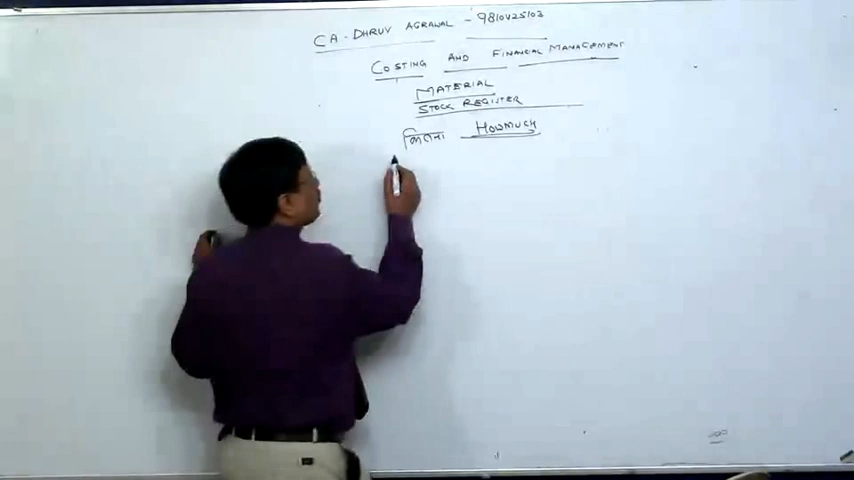 CA. DHRUV AGRAWAL - 9810425103
COSTING AND FINANCIAL MANAGEMENT
MATERIAL
STOCK REGISTER
कितना HOWMUCH